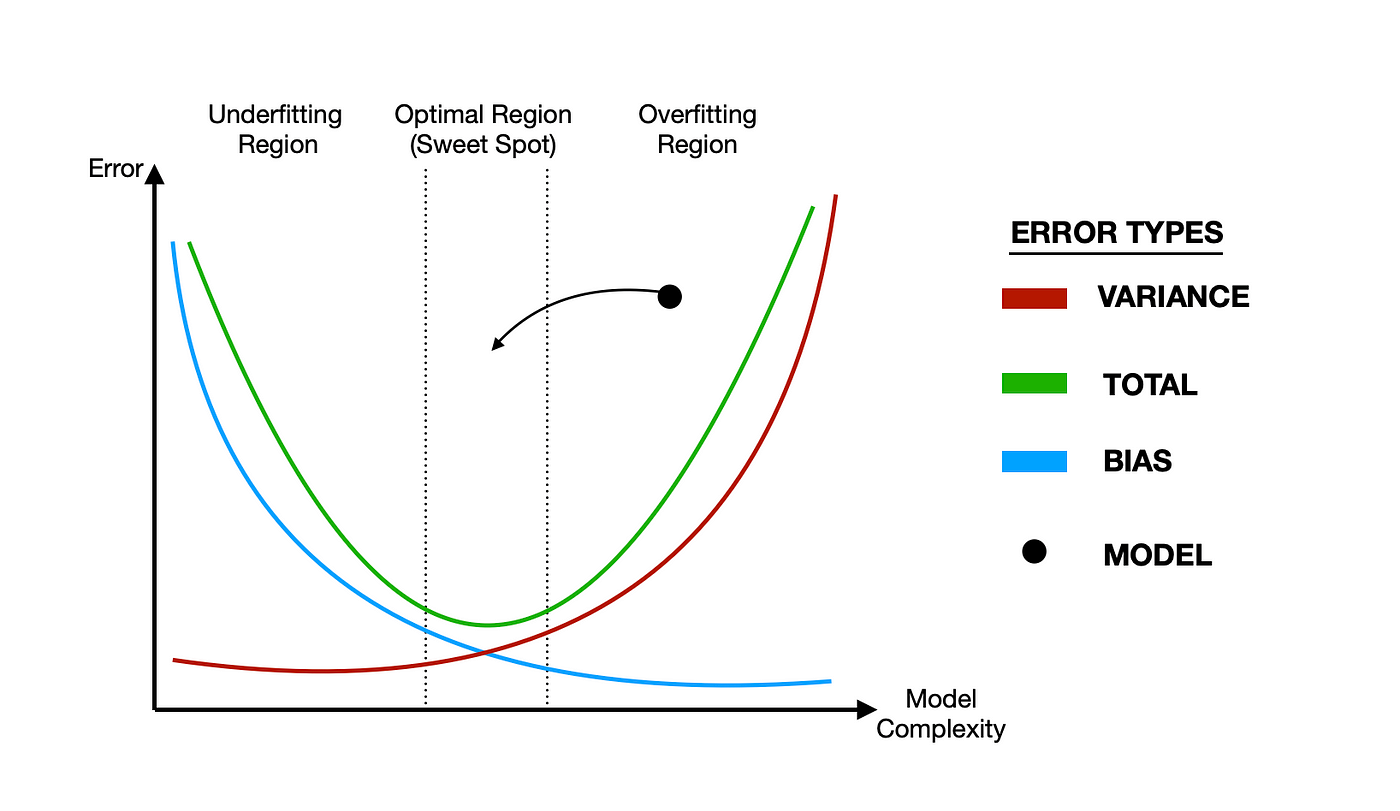 Underfitting
Region
Optimal Region
(Sweet Spot)
Overfitting
Region
Error
Model
Complexity
ERROR TYPES
VARIANCE
TOTAL
BIAS
MODEL